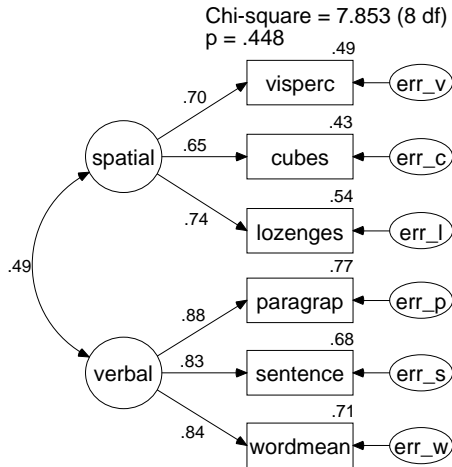 Chi-square = 7.853 (8 df)
p = .448
.49
visperc
err_v
.70
.43
spatial
.65
cubes
err_c
.54
.74
lozenges
err_l
.49
.77
paragrap
err_p
.88
.68
verbal
.83
sentence
err_s
.71
.84
wordmean
err_w